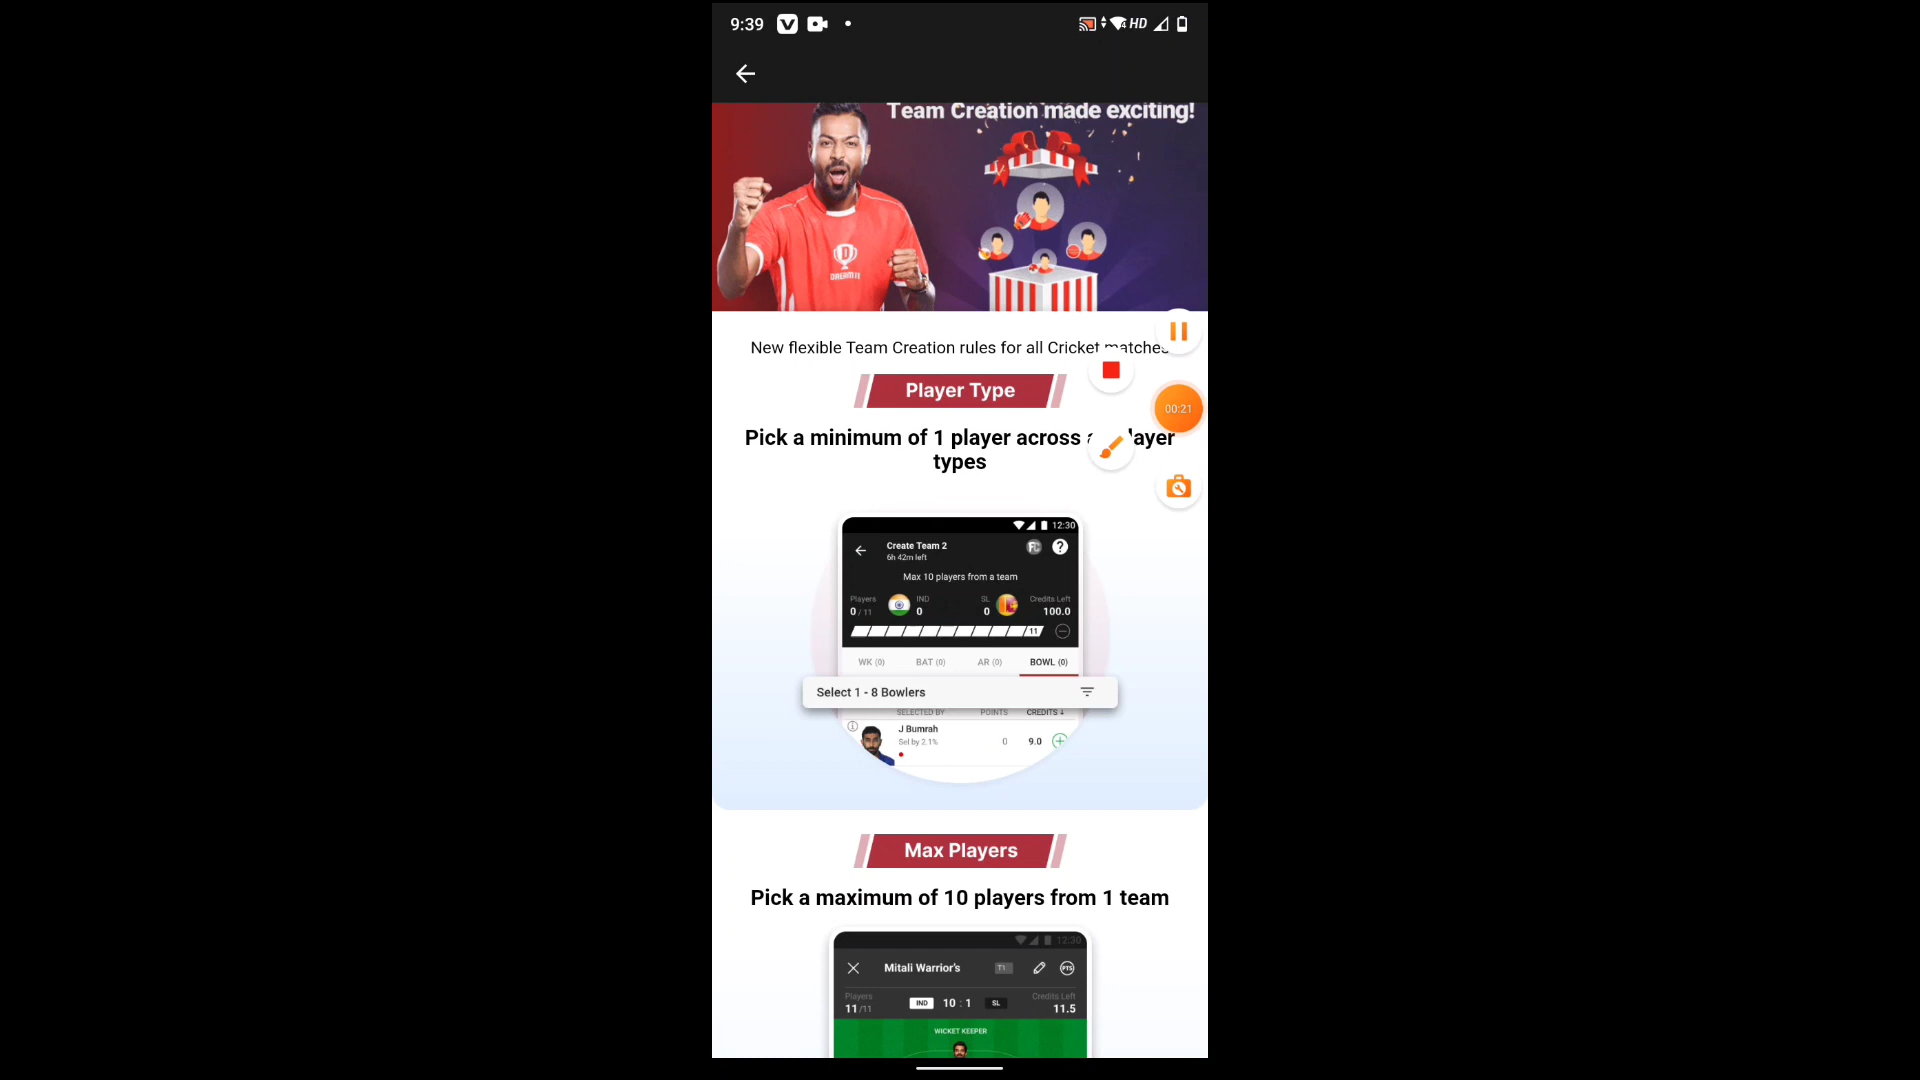 9:39
HD
Team Creation made exciting!
DREAM11
New flexible Team Creation rules for all Cricket matches
Player Type
00:21
Pick a minimum of 1 player across a layer
types
12:30
Create Team 2
6h 42m left
FC ?
Max 10 players from a team
Players IND SL Credits Left
0 / 11 0 0 100.0
11
WK (0) BAT (0) AR (0) BOWL (0)
Select 1 - 8 Bowlers
SELECTED BY POINTS CREDITS ↓
J Bumrah
Sel.by 2.1% 0 9.0
Max Players
Pick a maximum of 10 players from 1 team
12:30
Mitali Warrior's T1 PTS
Players Credits Left
11/11 IND 10 : 1 SL 11.5
WICKET KEEPER